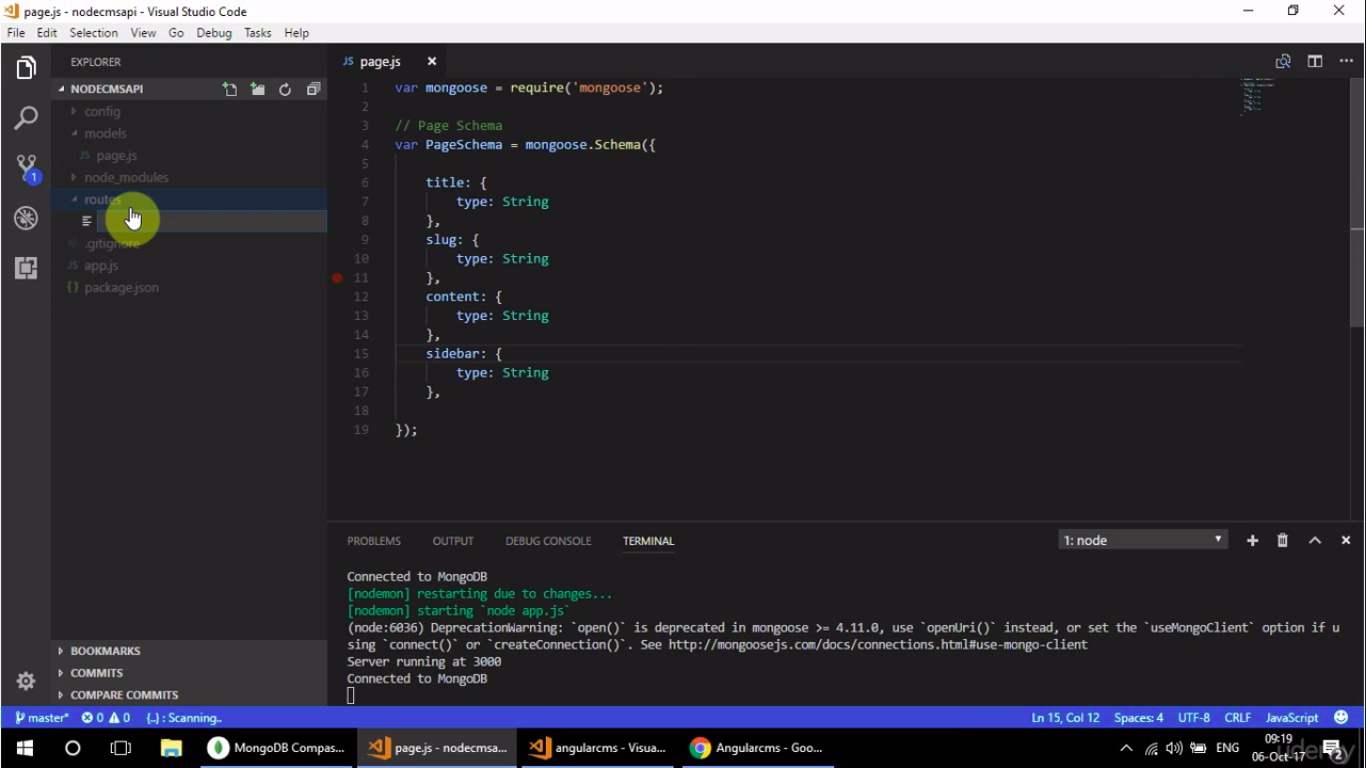 page.js - nodecmsapi - Visual Studio Code
File Edit Selection View Go Debug Tasks Help
EXPLORER
JS page.js
NODECMSAPI
config
models
JS page.js
node_modules
routes
.gitignore
JS app.js
{} package.json
1 var mongoose = require('mongoose');
2
3 // Page Schema
4 var PageSchema = mongoose.Schema({
5
6 title: {
7 type: String
8 },
9 slug: {
10 type: String
11 },
12 content: {
13 type: String
14 },
15 sidebar: {
16 type: String
17 },
18
19 });
1
PROBLEMS OUTPUT DEBUG CONSOLE TERMINAL 1: node
Connected to MongoDB
[nodemon] restarting due to changes...
[nodemon] starting `node app.js`
(node:6036) DeprecationWarning: `open()` is deprecated in mongoose >= 4.11.0, use `openUri()` instead, or set the `useMongoClient` option if u
sing `connect()` or `createConnection()`. See http://mongoosejs.com/docs/connections.html#use-mongo-client
Server running at 3000
Connected to MongoDB
BOOKMARKS
COMMITS
COMPARE COMMITS
master* 0 0 {..} : Scanning.. Ln 15, Col 12 Spaces: 4 UTF-8 CRLF JavaScript
MongoDB Compas... page.js - nodecmsa... angularcms - Visua... Angularcms - Goo... ENG 09:19
06-Oct-17 2
udemy